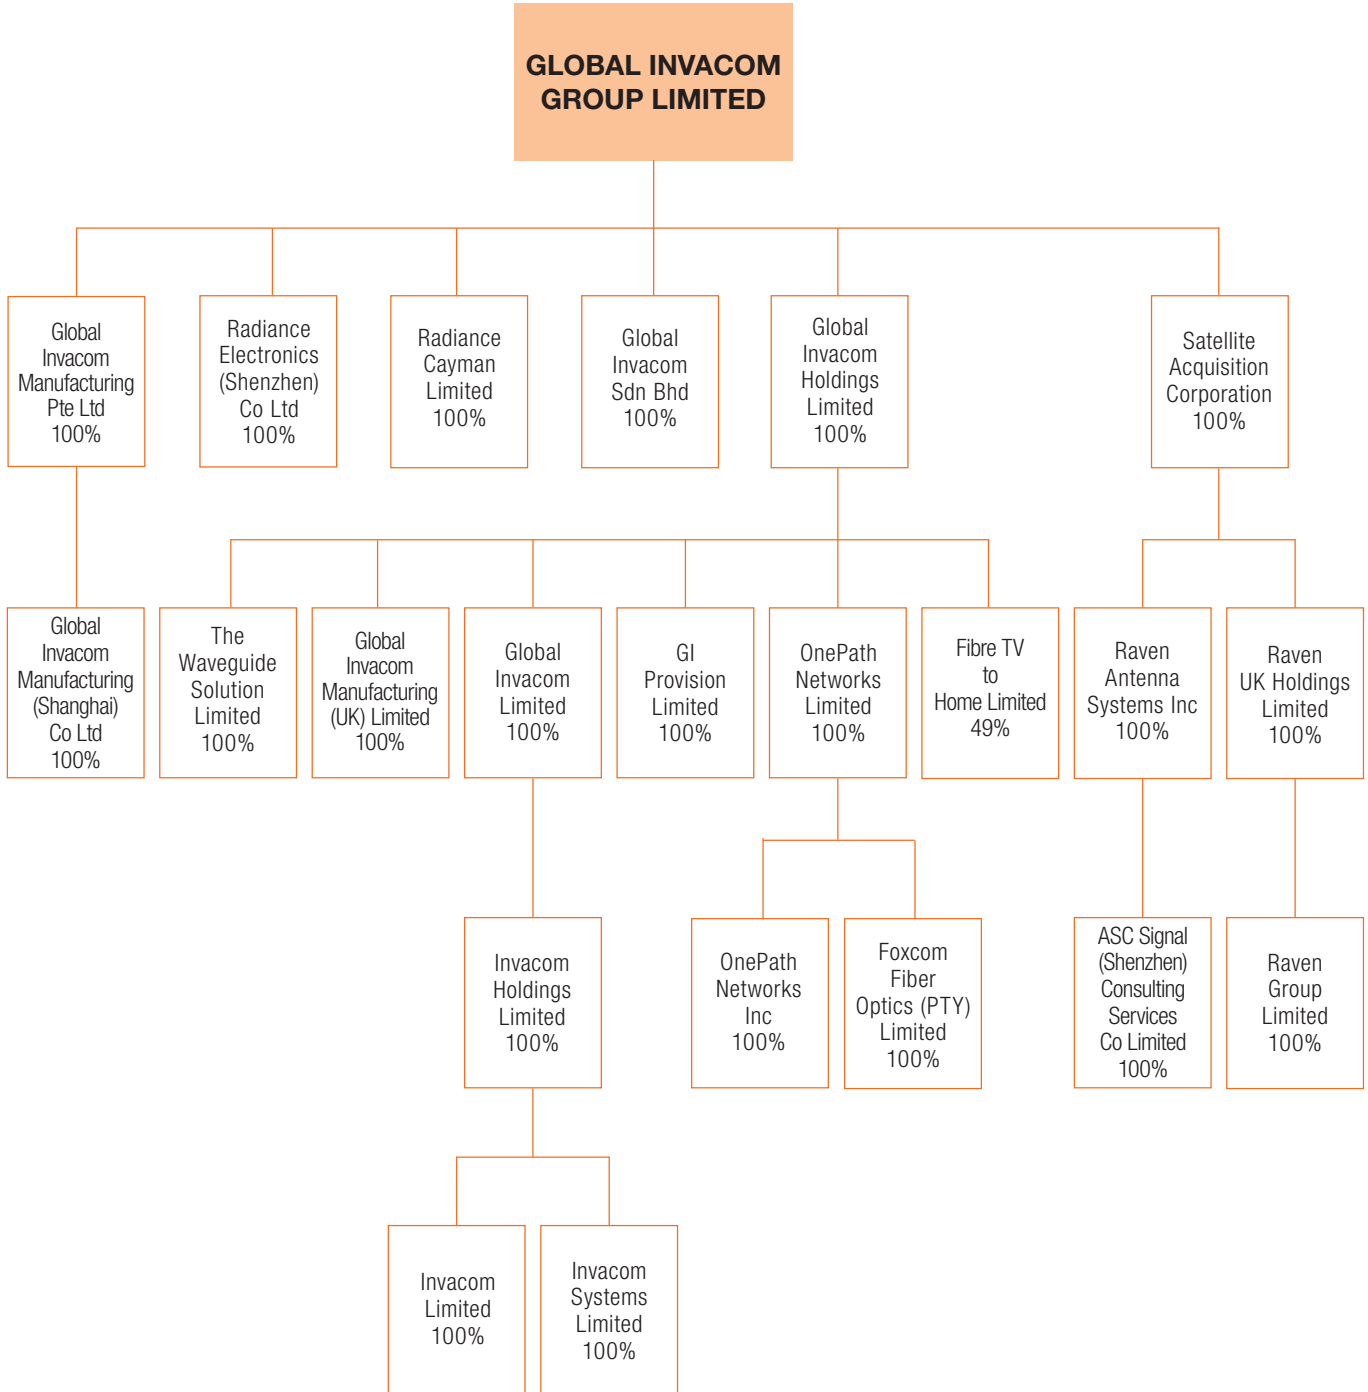 GLOBAL INVACOM
GROUP LIMITED
Global
Invacom
Manufacturing
Pte Ltd
100%
Radiance
Electronics
(Shenzhen)
Co Ltd
100%
Radiance
Cayman
Limited
100%
Global
Invacom
Sdn Bhd
100%
Global
Invacom
Holdings
Limited
100%
Satellite
Acquisition
Corporation
100%
Global
Invacom
Manufacturing
(Shanghai)
Co Ltd
100%
The
Waveguide
Solution
Limited
100%
Global
Invacom
Manufacturing
(UK) Limited
100%
Global
Invacom
Limited
100%
GI
Provision
Limited
100%
OnePath
Networks
Limited
100%
Fibre TV
to
Home Limited
49%
Raven
Antenna
Systems Inc
100%
Raven
UK Holdings
Limited
100%
Invacom
Holdings
Limited
100%
OnePath
Networks
Inc
100%
Foxcom
Fiber
Optics (PTY)
Limited
100%
ASC Signal
(Shenzhen)
Consulting
Services
Co Limited
100%
Raven
Group
Limited
100%
Invacom
Limited
100%
Invacom
Systems
Limited
100%